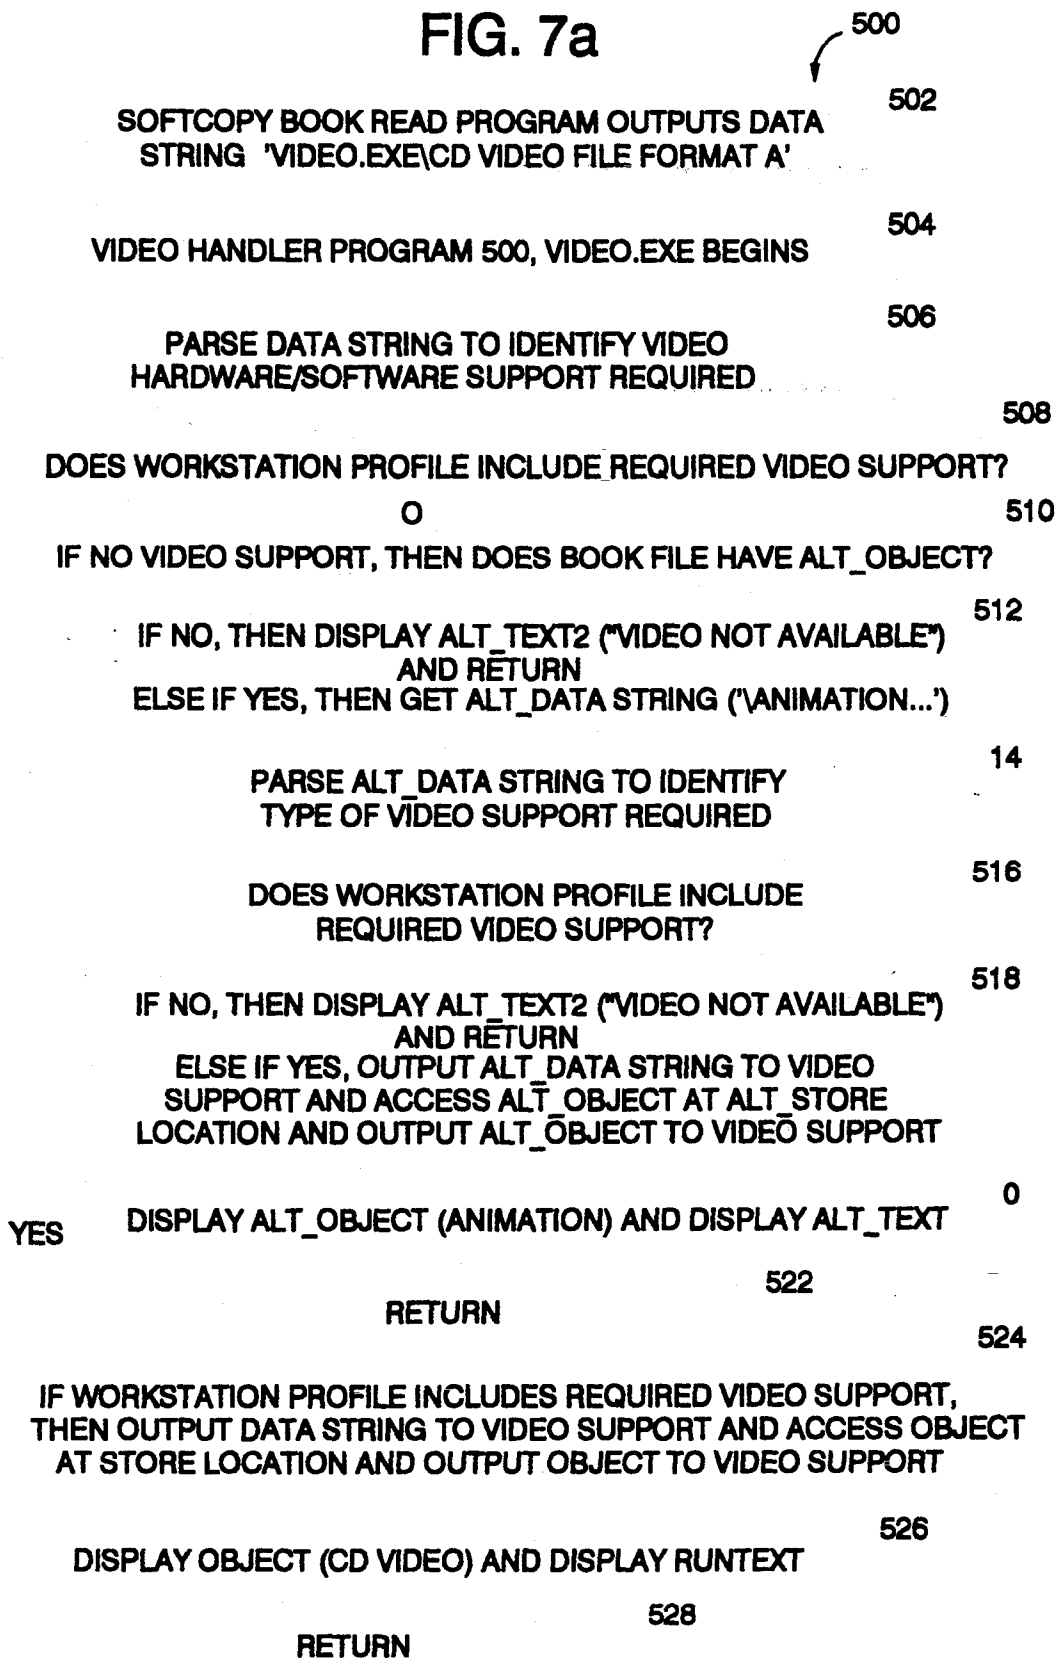 FIG. 7a
500
502
SOFTCOPY BOOK READ PROGRAM OUTPUTS DATA
STRING 'VIDEO.EXE\CD VIDEO FILE FORMAT A'
504
VIDEO HANDLER PROGRAM 500, VIDEO.EXE BEGINS
506
PARSE DATA STRING TO IDENTIFY VIDEO
HARDWARE/SOFTWARE SUPPORT REQUIRED
508
DOES WORKSTATION PROFILE INCLUDE REQUIRED VIDEO SUPPORT?
O
510
IF NO VIDEO SUPPORT, THEN DOES BOOK FILE HAVE ALT_OBJECT?
512
IF NO, THEN DISPLAY ALT_TEXT2 ("VIDEO NOT AVAILABLE")
AND RETURN
ELSE IF YES, THEN GET ALT_DATA STRING ('\ANIMATION...')
14
PARSE ALT_DATA STRING TO IDENTIFY
TYPE OF VIDEO SUPPORT REQUIRED
516
DOES WORKSTATION PROFILE INCLUDE
REQUIRED VIDEO SUPPORT?
518
IF NO, THEN DISPLAY ALT_TEXT2 ("VIDEO NOT AVAILABLE")
AND RETURN
ELSE IF YES, OUTPUT ALT_DATA STRING TO VIDEO
SUPPORT AND ACCESS ALT_OBJECT AT ALT_STORE
LOCATION AND OUTPUT ALT_OBJECT TO VIDEO SUPPORT
0
YES DISPLAY ALT_OBJECT (ANIMATION) AND DISPLAY ALT_TEXT
522
RETURN
524
IF WORKSTATION PROFILE INCLUDES REQUIRED VIDEO SUPPORT,
THEN OUTPUT DATA STRING TO VIDEO SUPPORT AND ACCESS OBJECT
AT STORE LOCATION AND OUTPUT OBJECT TO VIDEO SUPPORT
526
DISPLAY OBJECT (CD VIDEO) AND DISPLAY RUNTEXT
528
RETURN